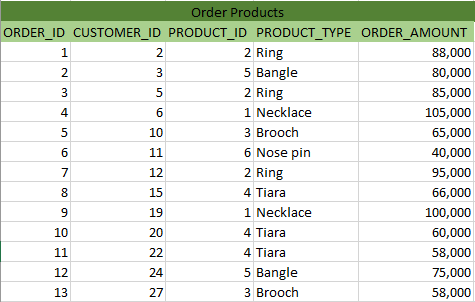 Order Products
ORDER_ID CUSTOMER_ID PRODUCT_ID PRODUCT_TYPE ORDER_AMOUNT
1 2 2 Ring 88,000
2 3 5 Bangle 80,000
3 5 2 Ring 85,000
4 6 1 Necklace 105,000
5 10 3 Brooch 65,000
6 11 6 Nose pin 40,000
7 12 2 Ring 95,000
8 15 4 Tiara 66,000
9 19 1 Necklace 100,000
10 20 4 Tiara 60,000
11 22 4 Tiara 58,000
12 24 5 Bangle 75,000
13 27 3 Brooch 58,000